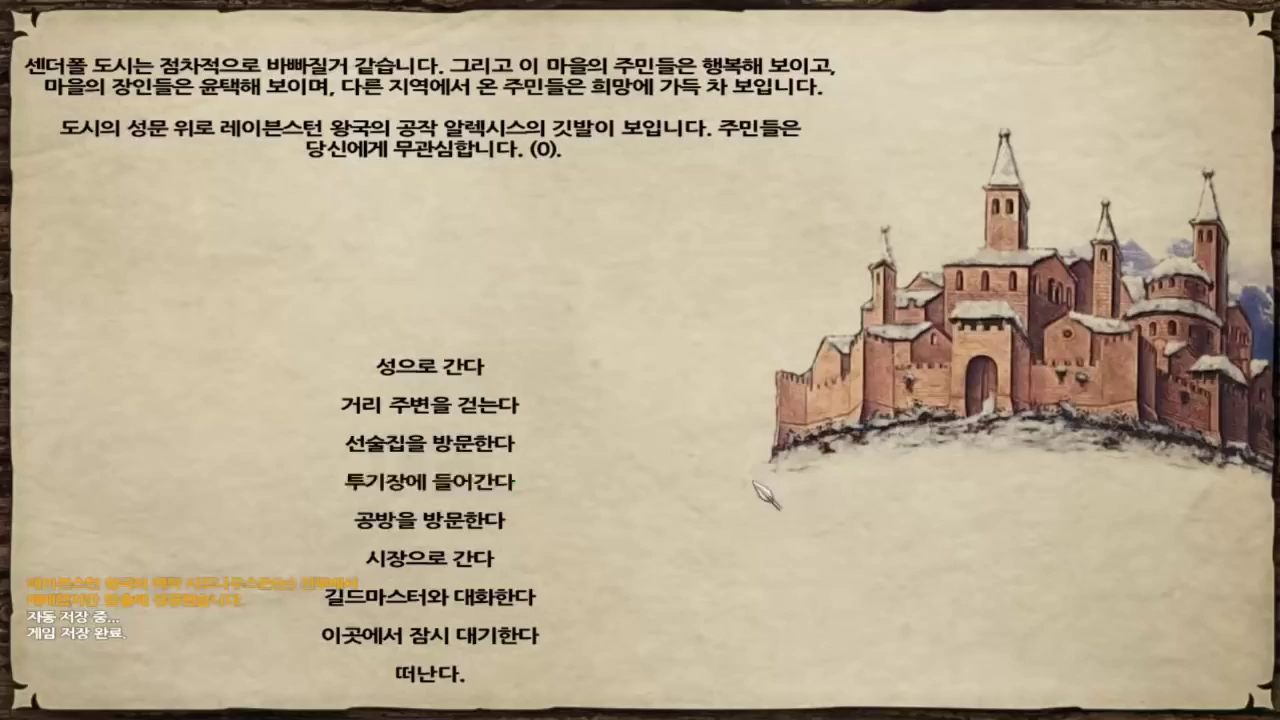 센더폴 도시는 점차적으로 바빠질거 같습니다. 그리고 이 마을의 주민들은 행복해 보이고,
마을의 장인들은 윤택해 보이며, 다른 지역에서 온 주민들은 희망에 가득 차 보입니다.
도시의 성문 위로 레이븐스턴 왕국의 공작 알렉시스의 깃발이 보입니다. 주민들은
당신에게 무관심합니다. (0).
성으로 간다
거리 주변을 걷는다
선술집을 방문한다
투기장에 들어간다
공방을 방문한다
시장으로 간다
길드마스터와 대화한다
이곳에서 잠시 대기한다
떠난다.
레이븐스턴 왕국의
자동 저장 중...
게임 저장 완료.